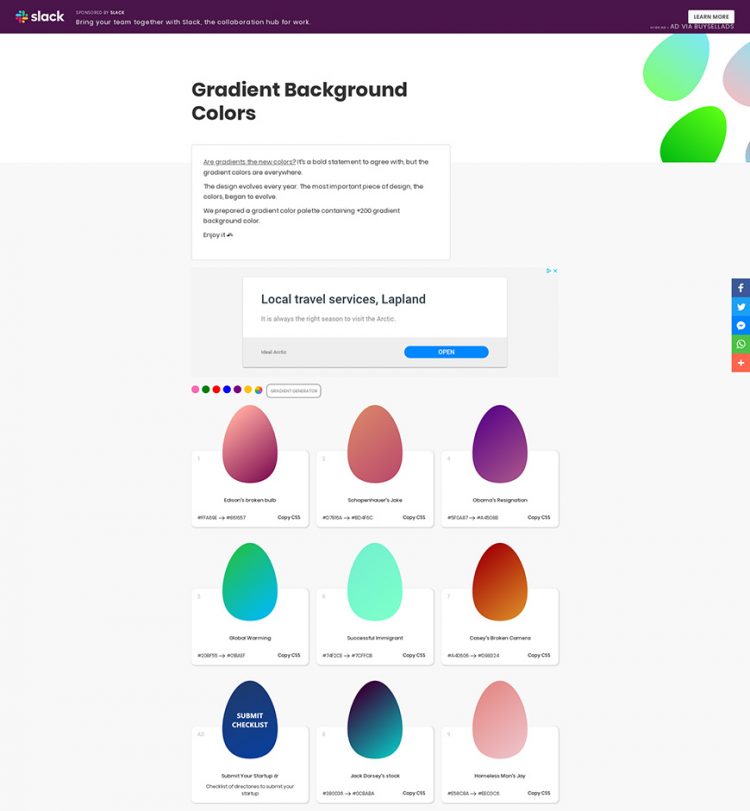 slack
SPONSORED BY SLACK
Bring your team together with Slack, the collaboration hub for work.
LEARN MORE
AD VIA BUYSELLADS
Gradient Background
Colors
Are gradients the new colors? It's a bold statement to agree with, but the
gradient colors are everywhere.
The design evolves every year. The most important piece of design, the
colors, began to evolve.
We prepared a gradient color palette containing +200 gradient
background color.
Enjoy it
Local travel services, Lapland
It is always the right season to visit the Arctic.
Ideal Arctic
OPEN
GRADIENT GENERATOR
1
Edison's broken bulb
#FFA69E → #861657
Copy CSS
Schopenhauer's Joke
#D7816A → #BD4F6C
Copy CSS
4
Obama's Resignation
#5F0A87 → #A4508B
Copy CSS
Global Warming
#20BF55 → #01BAEF
Copy CSS
6
Successful Immigrant
#74F2CE → #7CFFCB
Copy CSS
7
Casey's Broken Camera
#A40606 → #D98324
Copy CSS
SUBMIT
CHECKLIST
AD
Submit Your Startup
Checklist of directories to submit your
startup
8
Jack Dorsey's stock
#380036 → #0CBABA
Copy CSS
9
Homeless Man's Joy
#E58C8A → #EEC0C6
Copy CSS